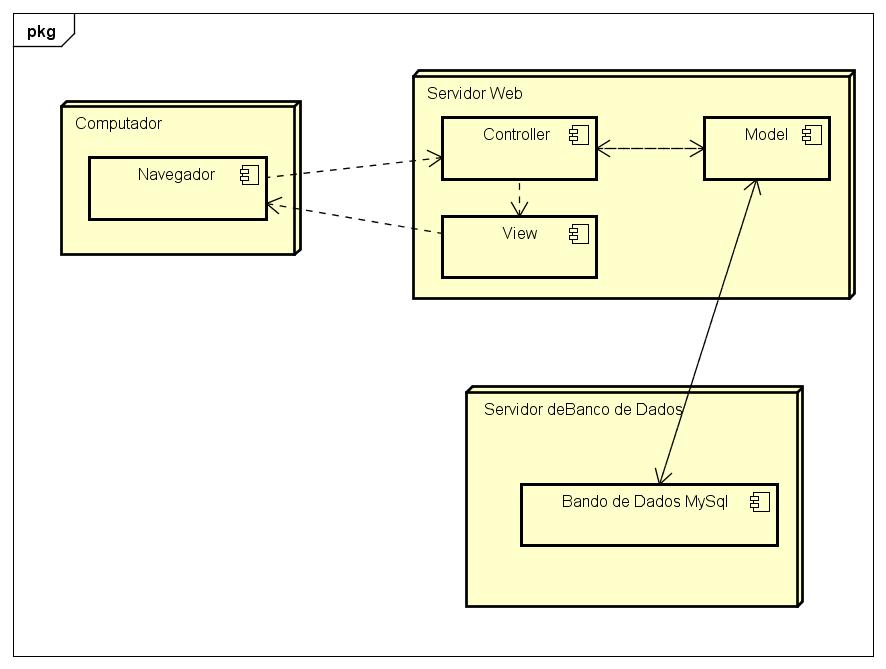 pkg
Servidor Web
Computador
Controller
Model
Navegador
View
Servidor deBanco de Dados
Bando de Dados MySql